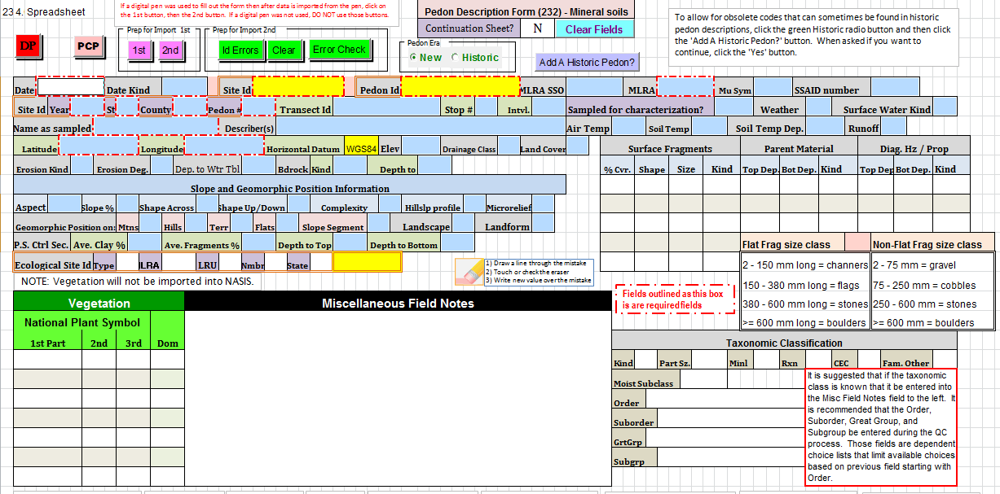 23 4. Spreadsheet
If a digital pen was used to fill out the form then after data is imported from the pen, click on
the 1st button, then the 2nd button. If a digital pen was not used, DO NOT use those buttons.
Pedon Description Form (232) - Mineral soils
Continuation Sheet? N Clear Fields
To allow for obsolete codes that can sometimes be found in historic
pedon descriptions, click the green Historic radio button and then click
the 'Add A Historic Pedon?' button. When asked if you want to
continue, click the 'Yes' button.
DP PCP
Prep for Import 1st
1st 2nd
Prep for Import 2nd
Id Errors Clear Error Check
Pedon Era
New Historic
Add A Historic Pedon?
Date Date Kind Site Id Pedon Id MLRA SSO MLRA Mu Sym SSAID number
Site Id Year St County Pedon # Transect Id Stop # Intvl. Sampled for characterization? Weather Surface Water Kind
Name as sampled Describer(s) Air Temp Soil Temp Soil Temp Dep. Runoff
Latitude Longitude Horizontal Datum WGS84 Elev Drainage Class Land Cover
Erosion Kind Erosion Deg. Dep. to Wtr Tbl Bdrock Kind Depth to
Slope and Geomorphic Position Information
Aspect Slope % Shape Across Shape Up/Down Complexity Hillslp profile Microrelief
Geomorphic Position on: Mtns Hills Terr Flats Slope Segment Landscape Landform
P.S. Ctrl Sec. Ave. Clay % Ave. Fragments % Depth to Top Depth to Bottom
Ecological Site Id Type JLRA LRU Nmbr State
NOTE: Vegetation will not be imported into NASIS.
1) Draw a line through the mistake
2) Touch or check the eraser
3) Write new value over the mistake
Surface Fragments Parent Material Diag. Hz / Prop
% Cvr. Shape Size Kind Top Dep. Bot Dep. Kind Top Dep Bot Dep. Kind
Flat Frag size class Non-Flat Frag size class
2 - 150 mm long = channers 2 - 75 mm = gravel
150 - 380 mm long = flags 75 - 250 mm = cobbles
380 - 600 mm long = stones 250 - 600 mm = stones
>= 600 mm long = boulders >= 600 mm = boulders
Fields outlined as this box
is are required fields
Vegetation
National Plant Symbol
1st Part 2nd 3rd Dom
Miscellaneous Field Notes
Taxonomic Classification
Kind Part Sz. Minl Rxn CEC Fam. Other
Moist Subclass
Order
Suborder
GrtGrp
Subgrp
It is suggested that if the taxonomic
class is known that it be entered into
the Misc Field Notes field to the left. It
is recommended that the Order,
Suborder, Great Group, and
Subgroup be entered during the QC
process. Those fields are dependent
choice lists that limit available choices
based on previous field starting with
Order.